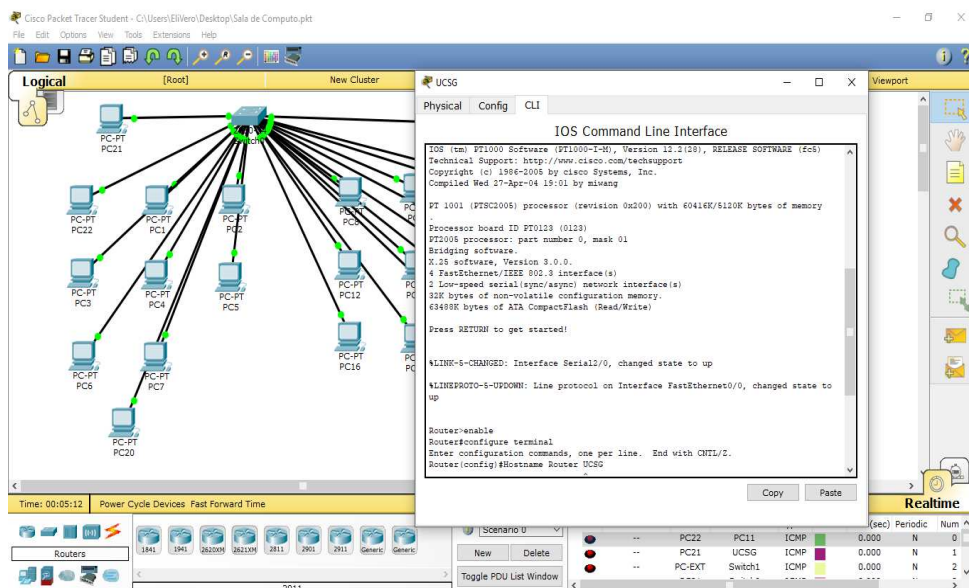 Cisco Packet Tracer Student - C:\Users\EliVero\Desktop\Sala de Computo.pkt
File Edit Options View Tools Extensions Help
Logical
[Root]
New Cluster
Viewport
PC-PT
PC21
PC-PT
PC22
PC-PT
PC1
PC-PT
PC2
PC-PT
PC3
PC-PT
PC4
PC5
PC12
PC-PT
PC6
PC-PT
PC7
PC-PT
PC16
PC-PT
PC20
UCSG
Physical Config CLI
IOS Command Line Interface
IOS (tm) PT1000 Software (PT1000-I-M), Version 12.2(28), RELEASE SOFTWARE (fc5)
Technical Support: http://www.cisco.com/techsupport
Copyright (c) 1986-2005 by cisco Systems, Inc.
Compiled Wed 27-Apr-04 19:01 by miwang
PT 1001 (PTSC2005) processor (revision 0x200) with 60416K/5120K bytes of memory
.
Processor board ID PT0123 (0123)
PT2005 processor: part number 0, mask 01
Bridging software.
X.25 software, Version 3.0.0.
4 FastEthernet/IEEE 802.3 interface(s)
2 Low-speed serial(sync/async) network interface(s)
32K bytes of non-volatile configuration memory.
63488K bytes of ATA CompactFlash (Read/Write)
Press RETURN to get started!
%LINK-5-CHANGED: Interface Serial2/0, changed state to up
%LINEPROTO-5-UPDOWN: Line protocol on Interface FastEthernet0/0, changed state to
up
Router>enable
Router#configure terminal
Enter configuration commands, one per line. End with CNTL/Z.
Router(config)#Hostname Router UCSG
^
Copy Paste
Time: 00:05:12 Power Cycle Devices Fast Forward Time
Realtime
Routers
1841 1941 2620XM 2621XM 2811 2901 2911 Generic Generic
2911
Scenario 0
New Delete
Toggle PDU List Window
(sec) Periodic Num
-- PC22 PC11 ICMP 0.000 N 0
-- PC21 UCSG ICMP 0.000 N 1
-- PC-EXT Switch1 ICMP 0.000 N 2